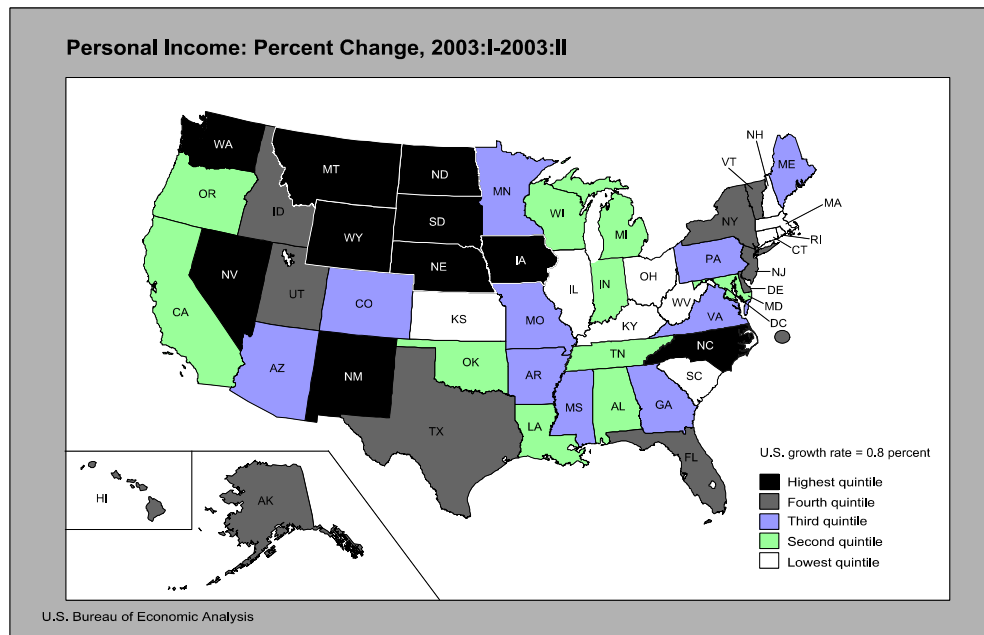 Personal Income: Percent Change, 2003:I-2003:II
WA
MT
ND
MN
OR
ID
WY
SD
WI
MI
NH
VT
ME
NY
MA
RI
CT
NV
UT
CO
NE
IA
IL
IN
OH
PA
NJ
DE
MD
DC
CA
KS
MO
KY
WV
VA
AZ
NM
OK
AR
TN
NC
SC
TX
LA
MS
AL
GA
FL
HI
AK
U.S. growth rate = 0.8 percent
Highest quintile
Fourth quintile
Third quintile
Second quintile
Lowest quintile
U.S. Bureau of Economic Analysis